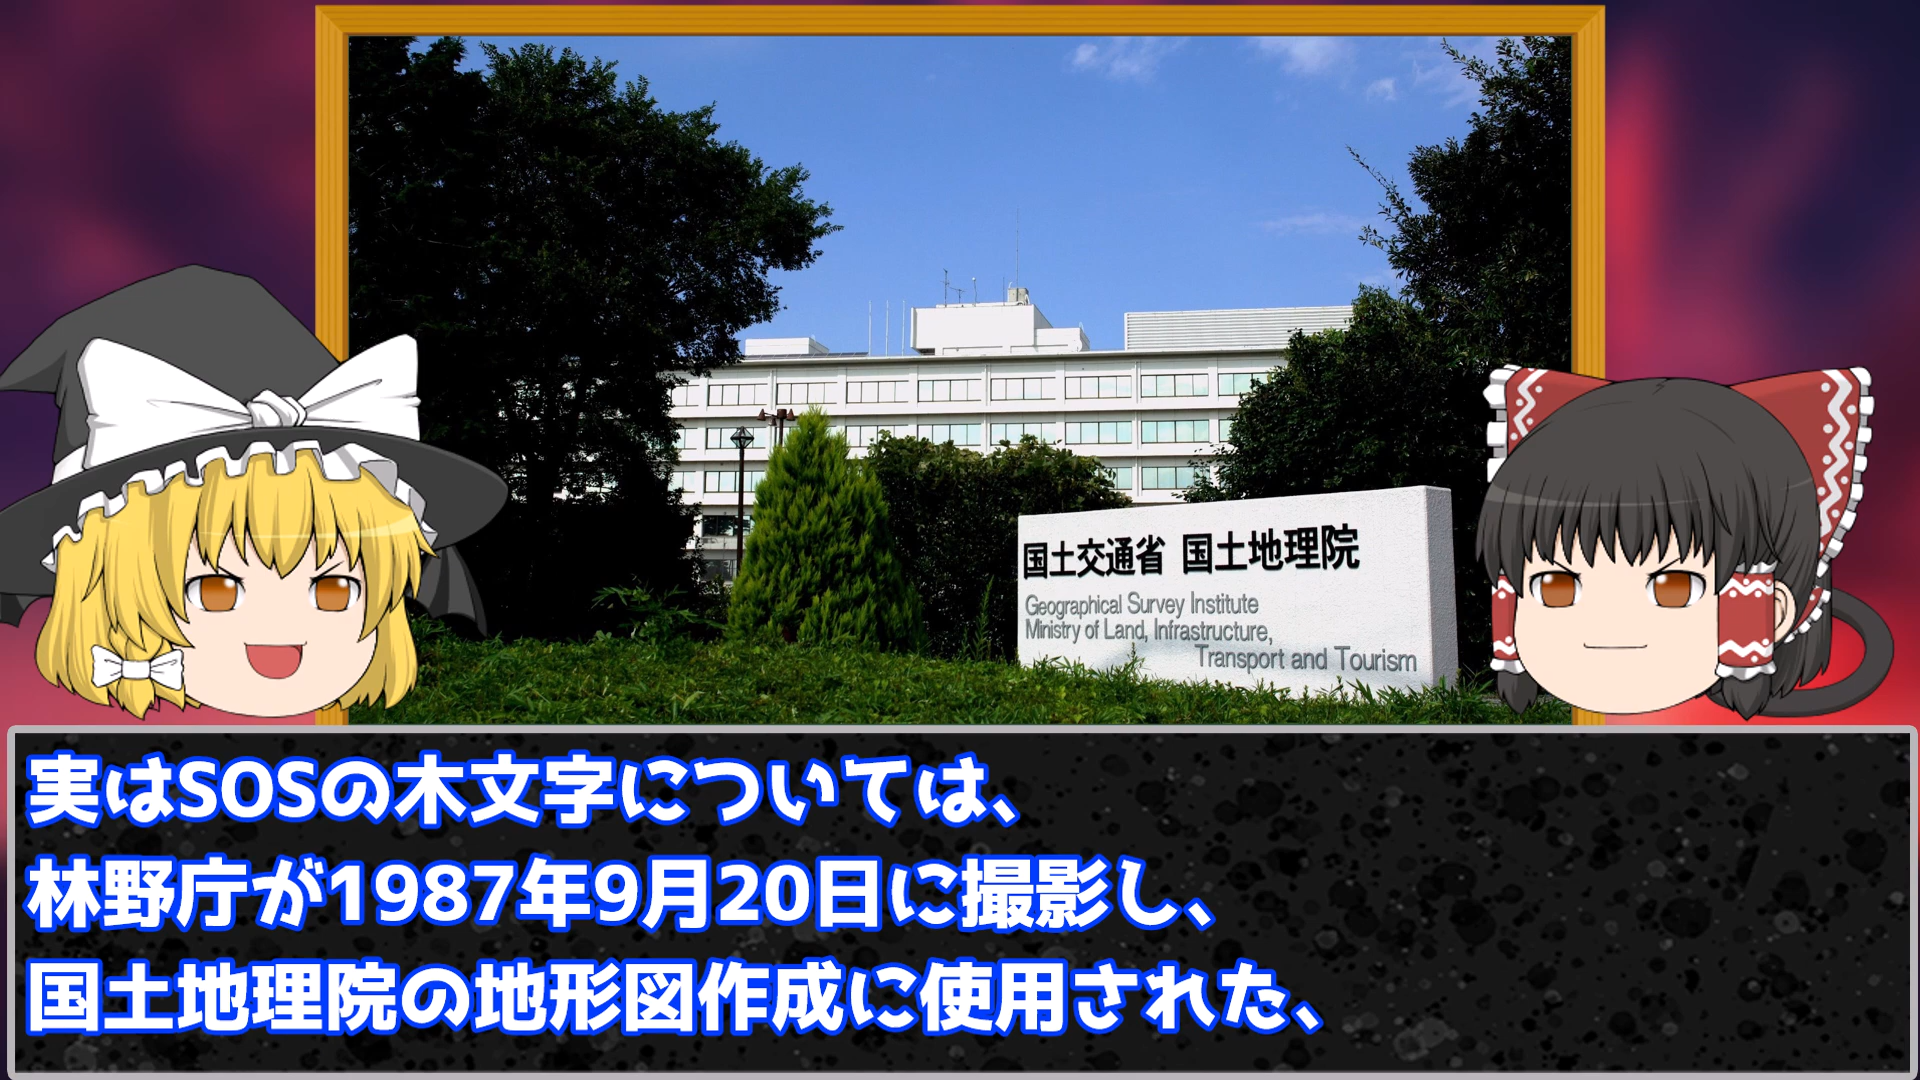 国土交通省 国土地理院
Geographical Survey Institute
Ministry of Land, Infrastructure,
Transport and Tourism
実はSOSの木文字については、
林野庁が1987年9月20日に撮影し、
国土地理院の地形図作成に使用された、